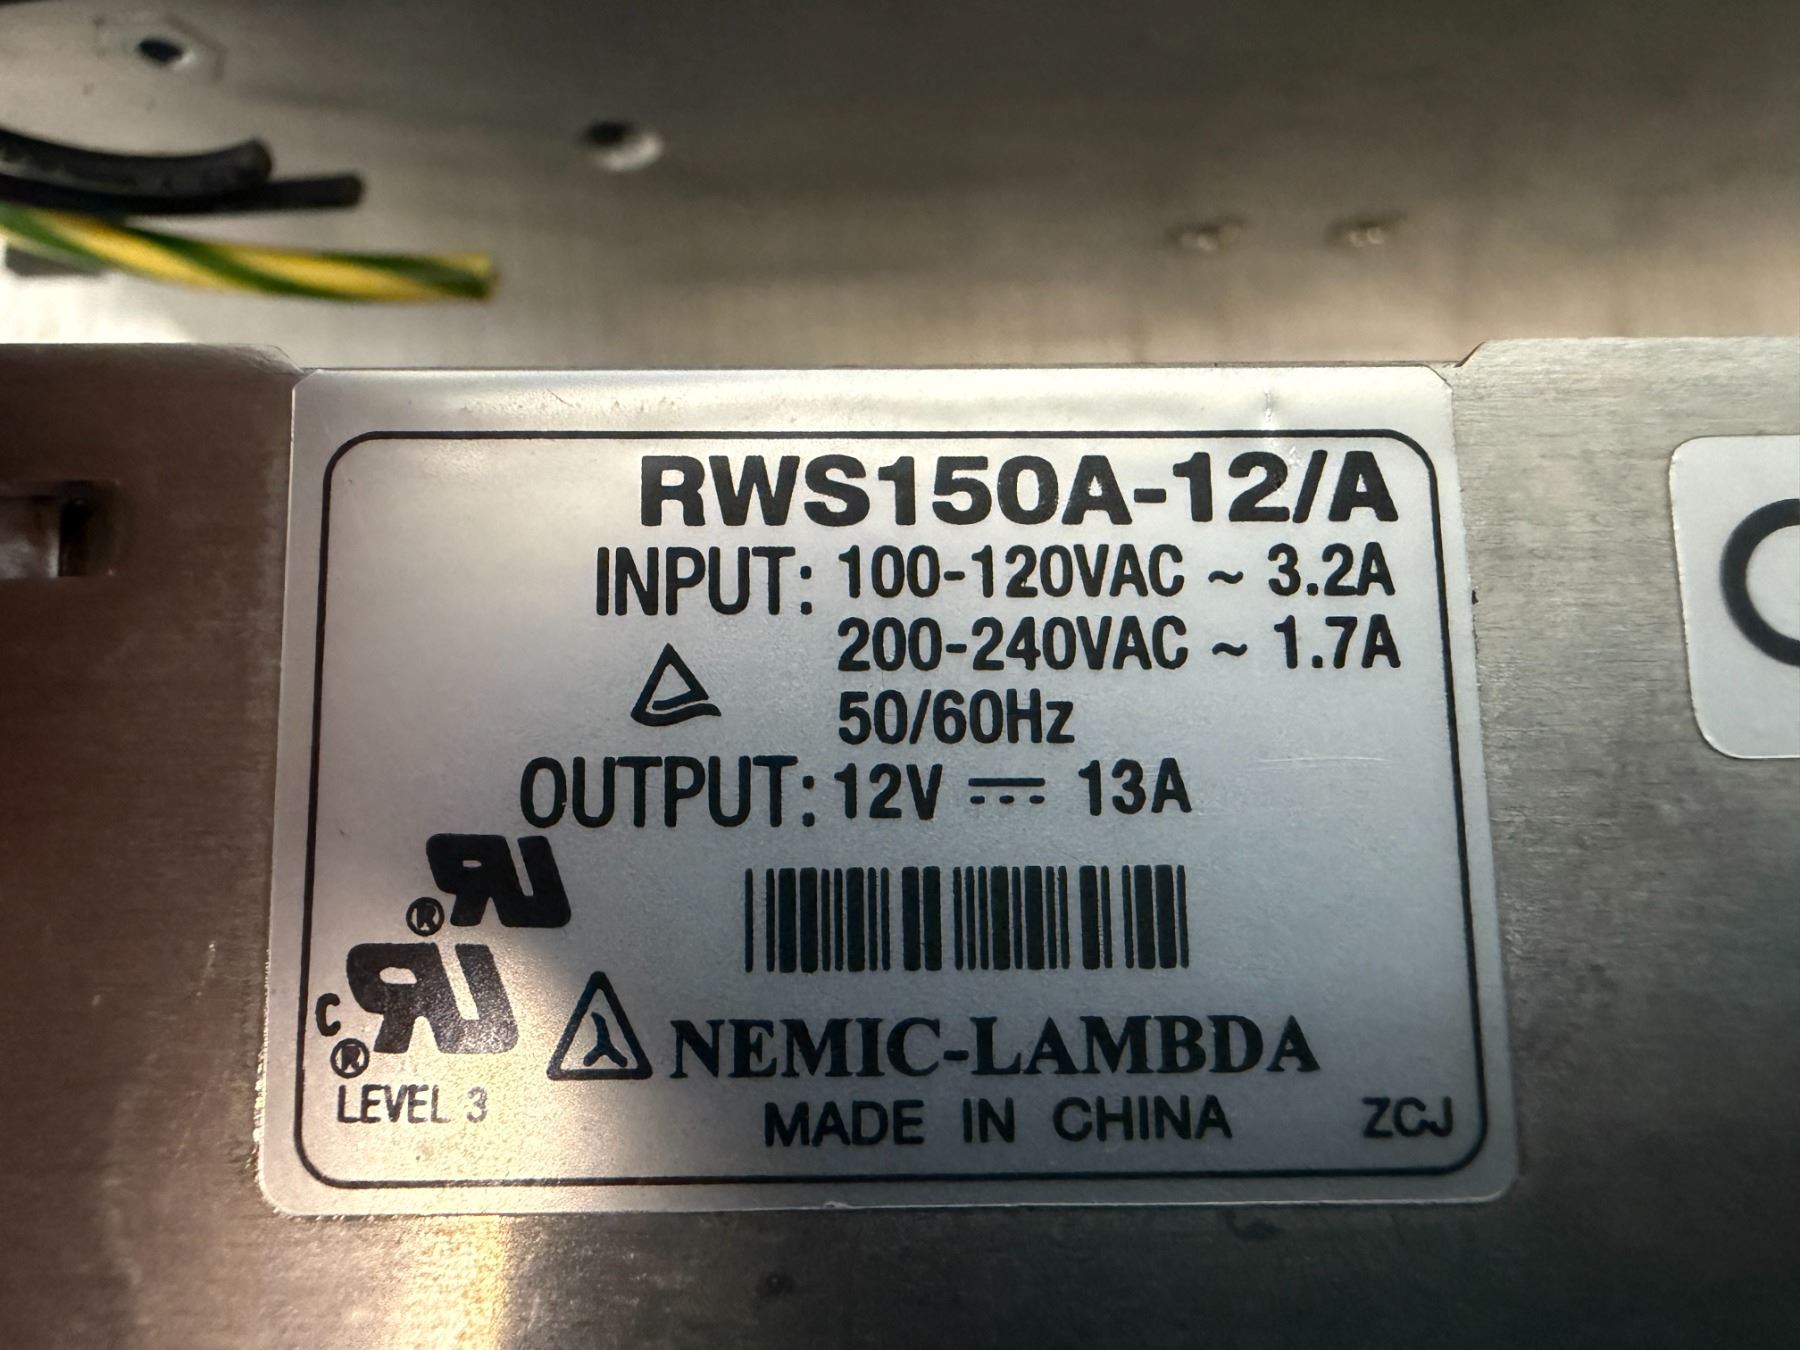 RWS150A-12/A
INPUT: 100-120VAC ~ 3.2A
200-240VAC ~ 1.7A
50/60Hz
OUTPUT: 12V ⎓ 13A
NEMIC-LAMBDA
C
LEVEL 3
MADE IN CHINA
ZCJ